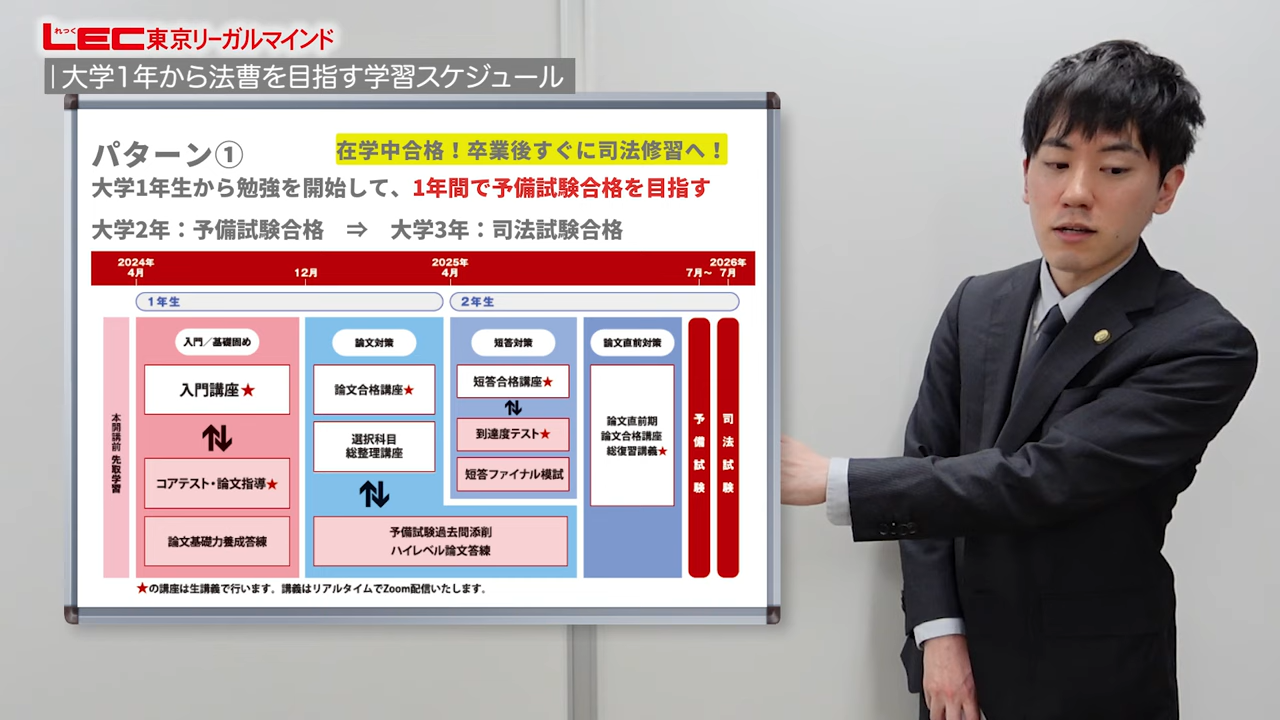 れっく
LEC東京リーガルマインド
大学1年から法曹を目指す学習スケジュール
パターン①
在学中合格！卒業後すぐに司法修習へ！
大学1年生から勉強を開始して、1年間で予備試験合格を目指す
大学2年：予備試験合格 ⇒ 大学3年：司法試験合格
2024年
4月
12月
2025年
4月
7月～
2026年
7月
1年生
2年生
本開講前 先取学習
入門／基礎固め
入門講座★
コアテスト・論文指導★
論文基礎力養成答練
論文対策
論文合格講座★
選択科目
総整理講座
短答対策
短答合格講座★
到達度テスト★
短答ファイナル模試
予備試験過去問添削
ハイレベル論文答練
論文直前対策
論文直前期
論文合格講座
総復習講義★
予備試験
司法試験
★の講座は生講義で行います。講義はリアルタイムでZoom配信いたします。